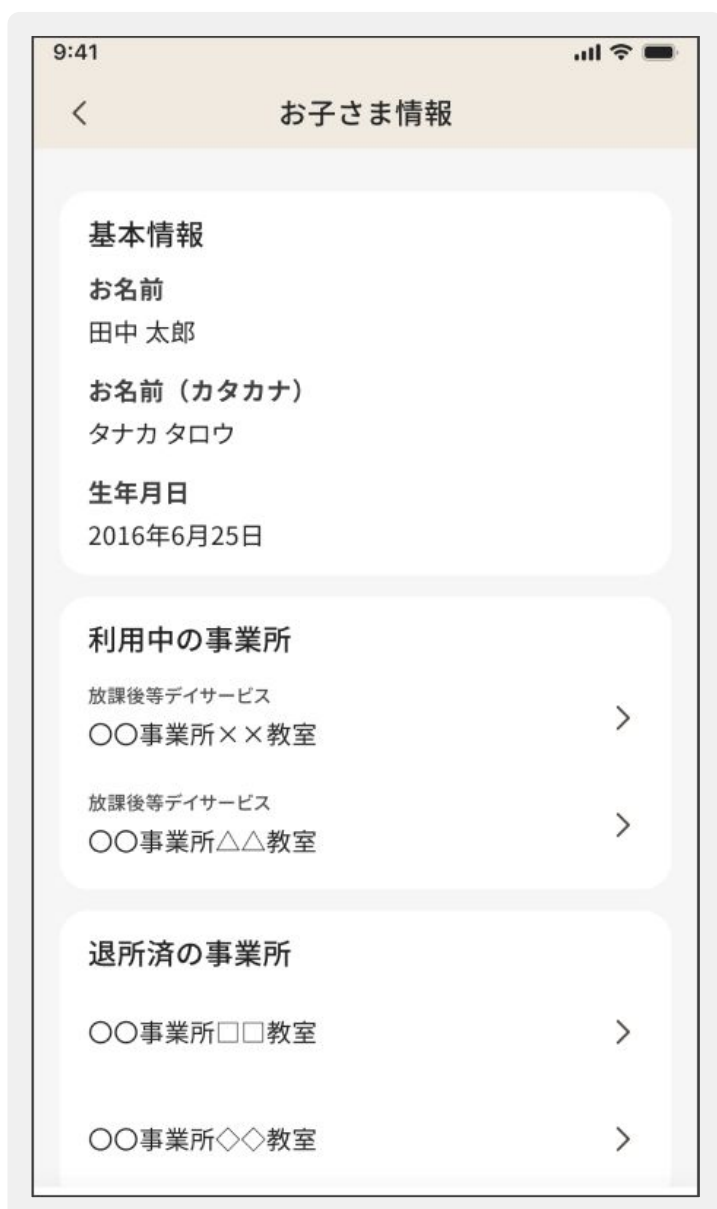 9:41
お子さま情報
基本情報
お名前
田中 太郎
お名前（カタカナ）
タナカ タロウ
生年月日
2016年6月25日
利用中の事業所
放課後等デイサービス
〇〇事業所××教室
放課後等デイサービス
〇〇事業所△△教室
退所済の事業所
〇〇事業所□□教室
〇〇事業所◇◇教室